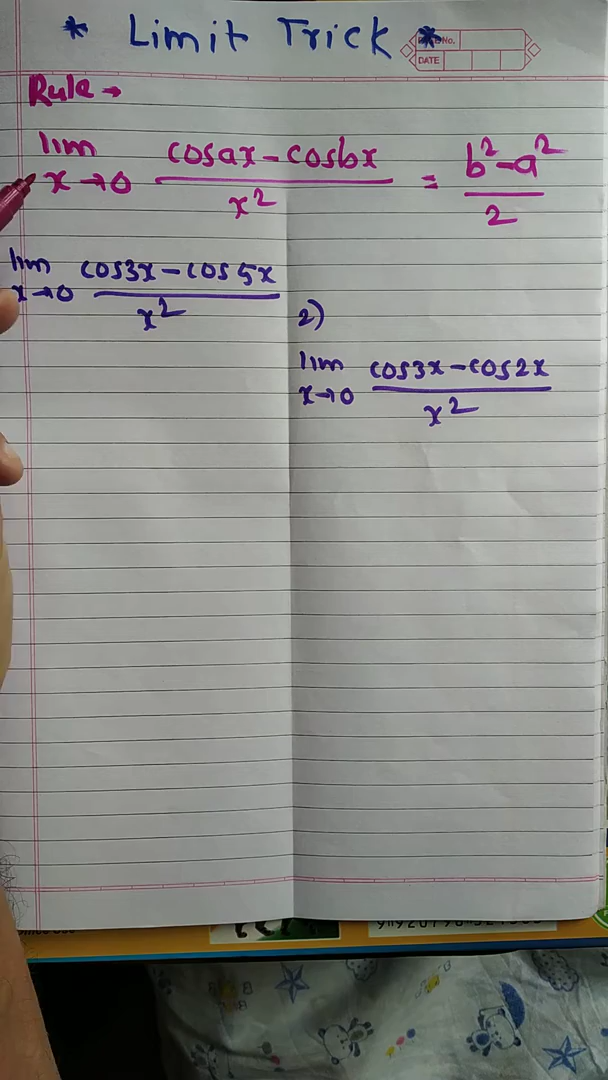 * Limit Trick *
No.
DATE
Rule →
lim x→0 (cosax - cosbx)/x² = (b² - a²)/2
lim x→0 (cos3x - cos5x)/x²
2)
lim x→0 (cos3x - cos2x)/x²